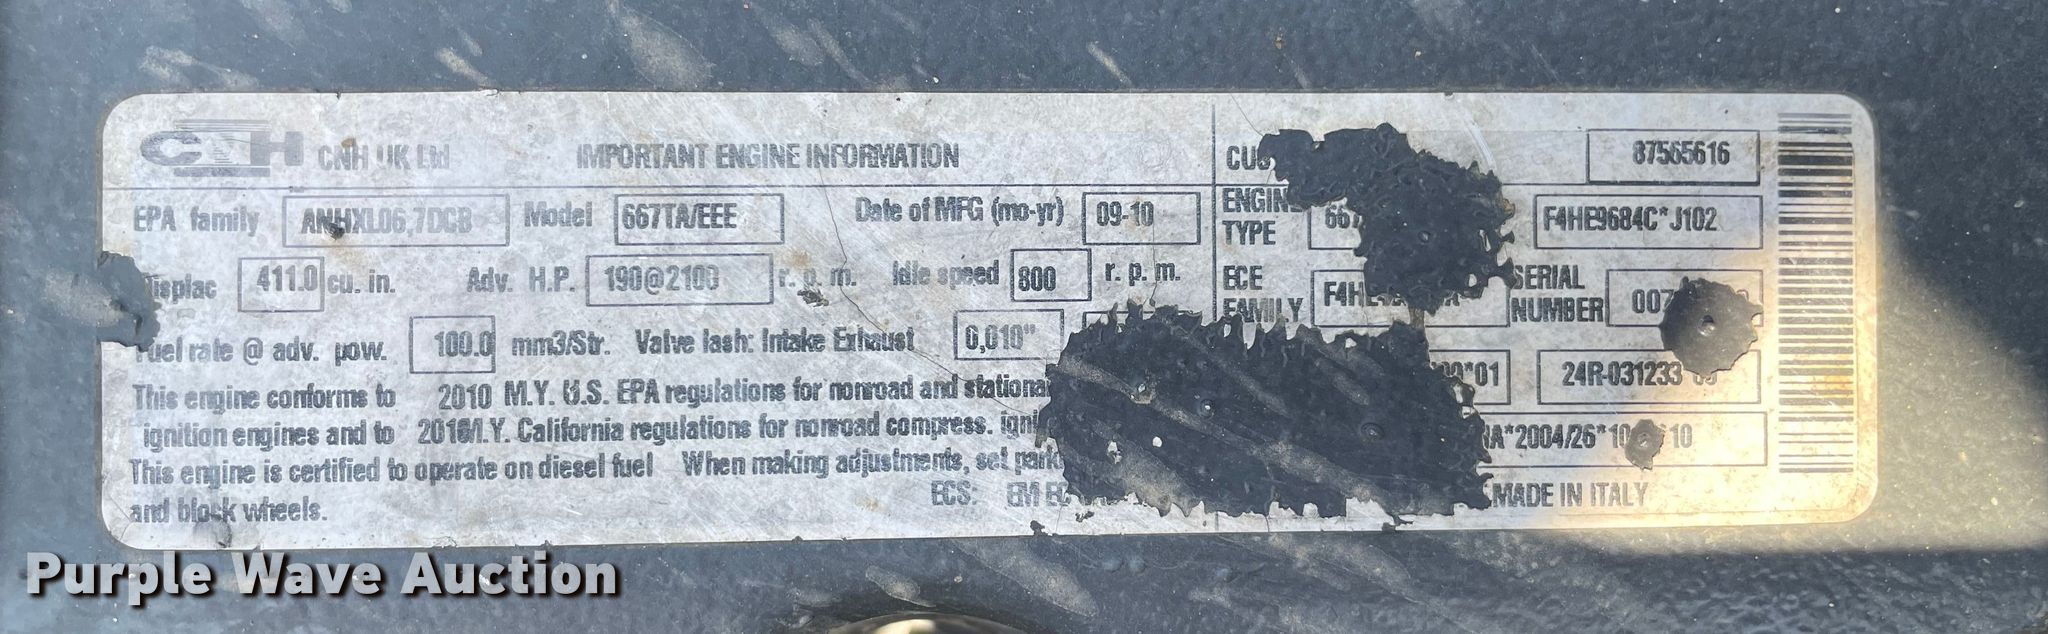 CNH CNH UK Ltd IMPORTANT ENGINE INFORMATION
EPA family ANHXL06,7DCB Model 667TA/EEE Date of MFG (mo-yr) 09-10
411.0 cu. in. Adv. H.P. 190@2100 r. p. m. Idle speed 800 r. p. m.
rate @ adv. pow. 100.0 mm3/Str. Valve lash: Intake Exhaust 0,010"
This engine conforms to 2010 M.Y. U.S. EPA regulations for nonroad and
ignition engines and to California regulations for nonroad compress.
This engine is certified to operate on diesel fuel When making adjustments, set
and block wheels. ECS: EM
87565616
ENGINE TYPE F4HE9684C*J102
ECE FAMILY SERIAL NUMBER
24R-031233
MADE IN ITALY
Purple Wave Auction